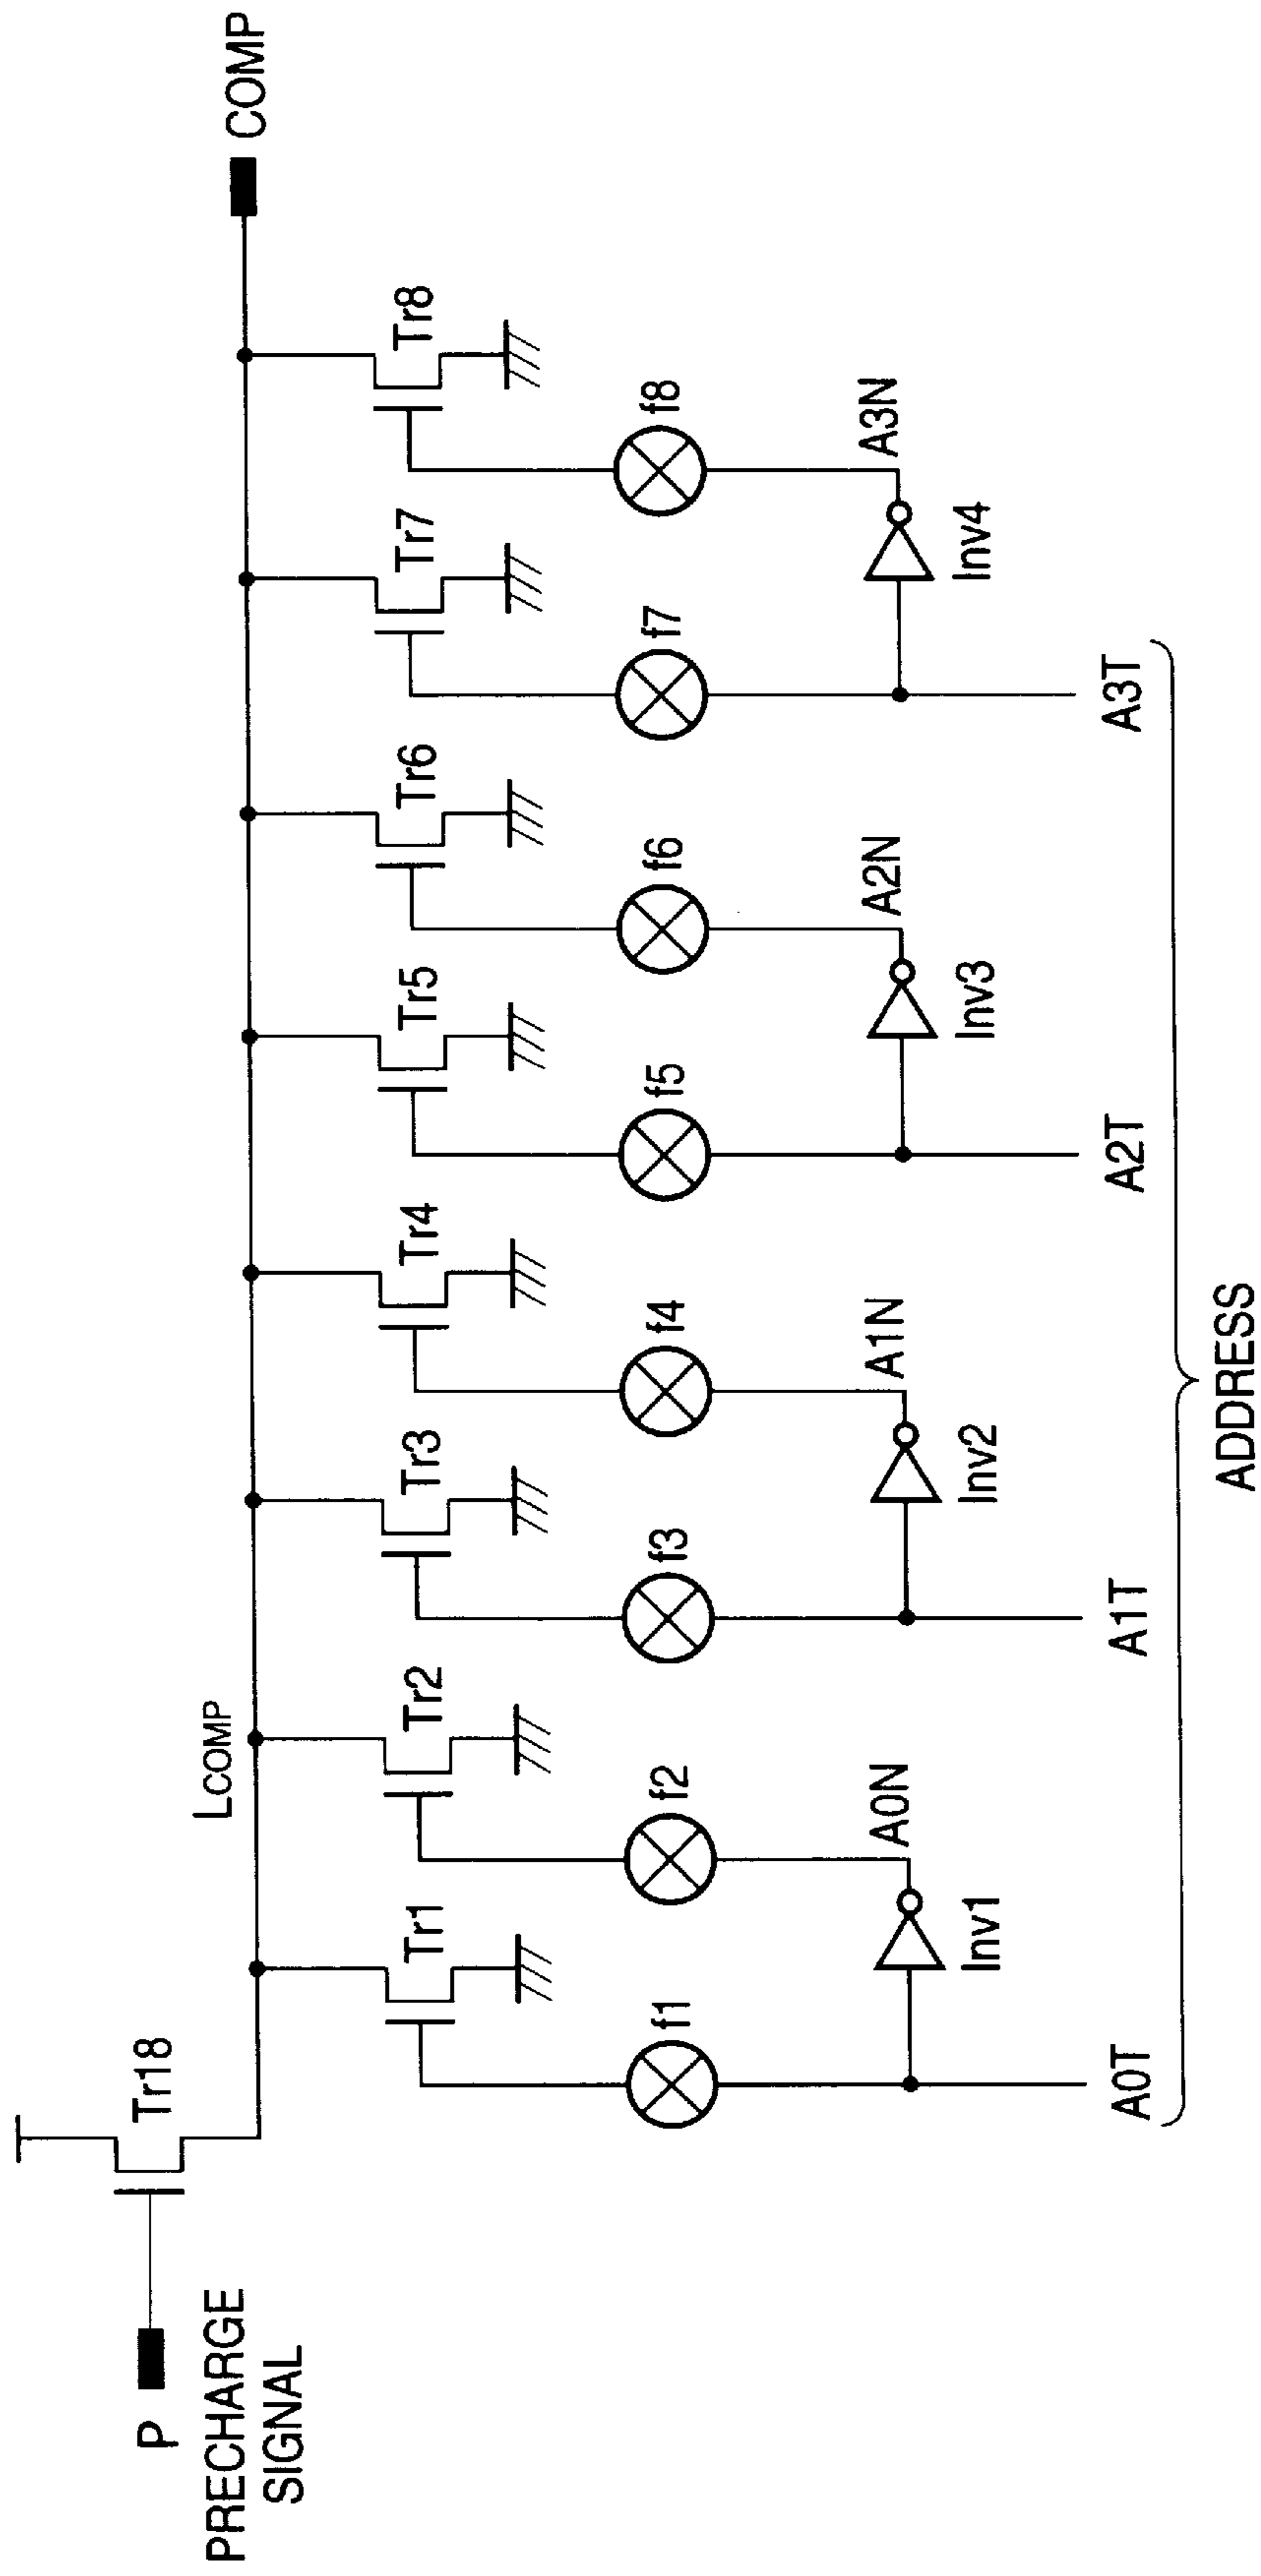 P
PRECHARGE
SIGNAL
Tr18
LCOMP
COMP
Tr1
Tr2
Tr3
Tr4
Tr5
Tr6
Tr7
Tr8
f1
f2
f3
f4
f5
f6
f7
f8
A0N
A1N
A2N
A3N
Inv1
Inv2
Inv3
Inv4
A0T
A1T
A2T
A3T
ADDRESS